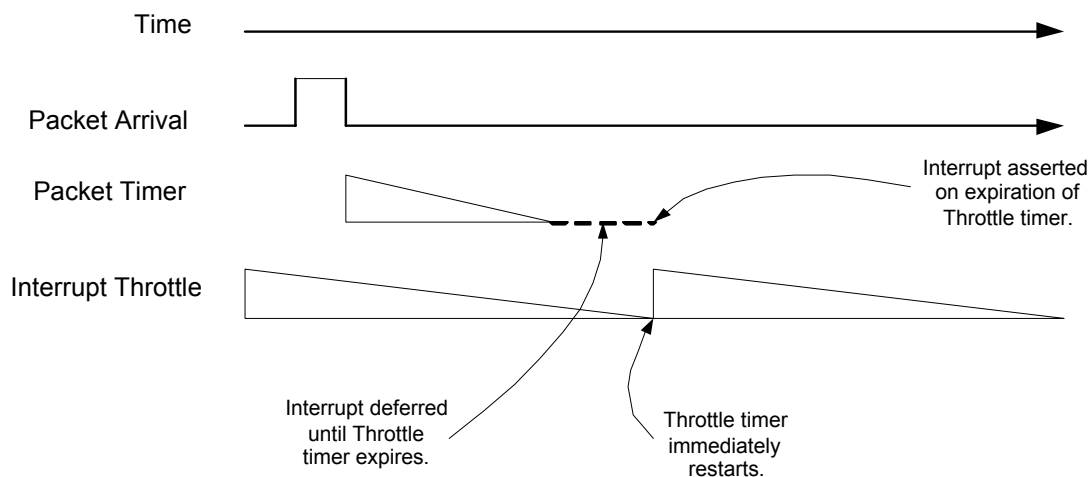 Time
Packet Arrival
Packet Timer
Interrupt asserted
on expiration of
Throttle timer.
Interrupt Throttle
Interrupt deferred
until Throttle
timer expires.
Throttle timer
immediately
restarts.